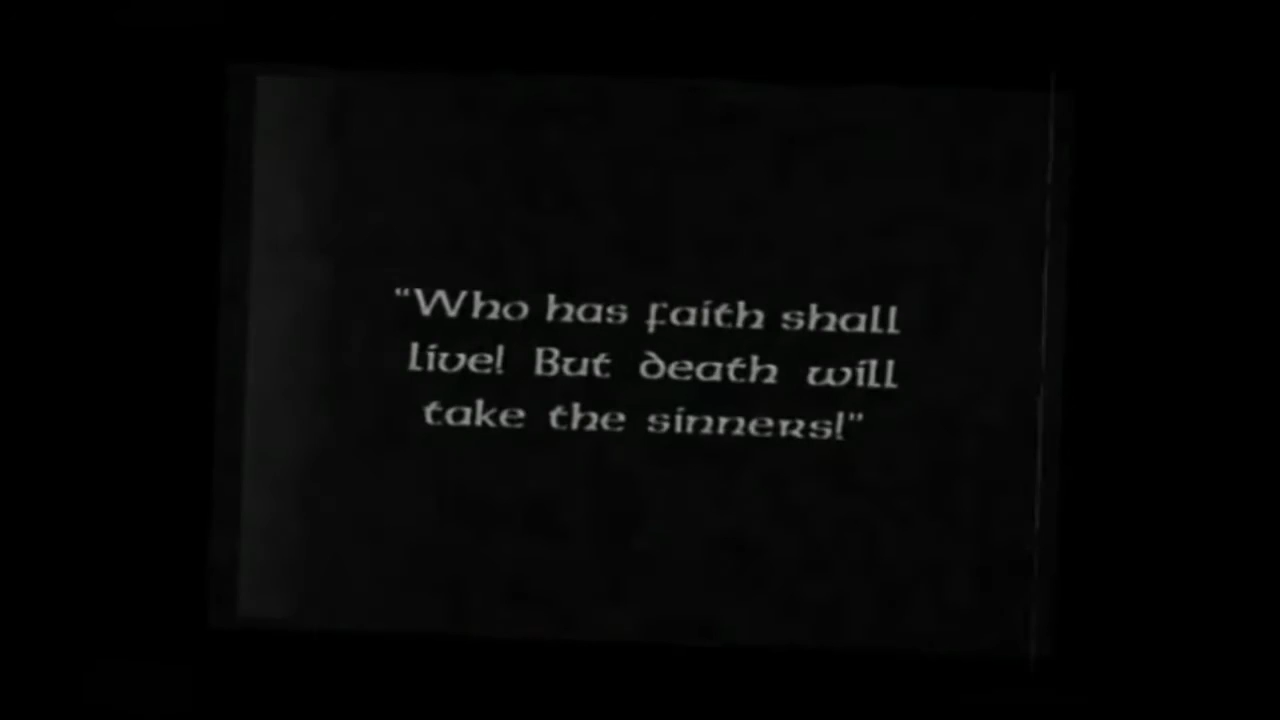 “Who has faith shall
live! But death will
take the sinners!”